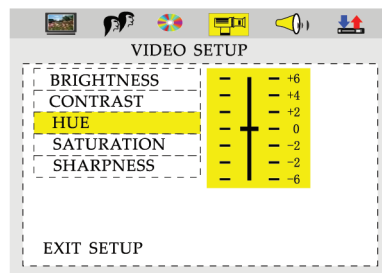 VIDEO SETUP
BRIGHTNESS
CONTRAST
HUE
SATURATION
SHARPNESS
+6
+4
+2
0
-2
-2
-6
EXIT SETUP